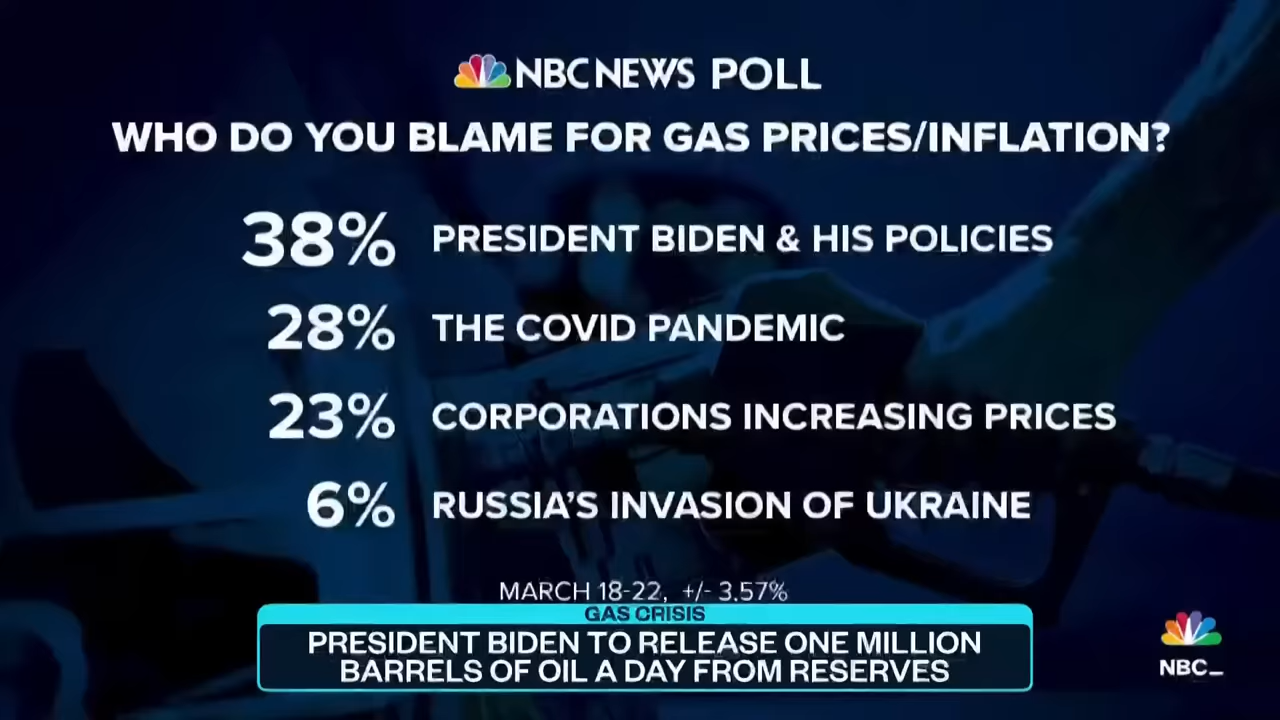 NBC NEWS POLL
WHO DO YOU BLAME FOR GAS PRICES/INFLATION?
38% PRESIDENT BIDEN & HIS POLICIES
28% THE COVID PANDEMIC
23% CORPORATIONS INCREASING PRICES
6% RUSSIA'S INVASION OF UKRAINE
MARCH 18-22, +/- 3.57%
GAS CRISIS
PRESIDENT BIDEN TO RELEASE ONE MILLION
BARRELS OF OIL A DAY FROM RESERVES
NBC_